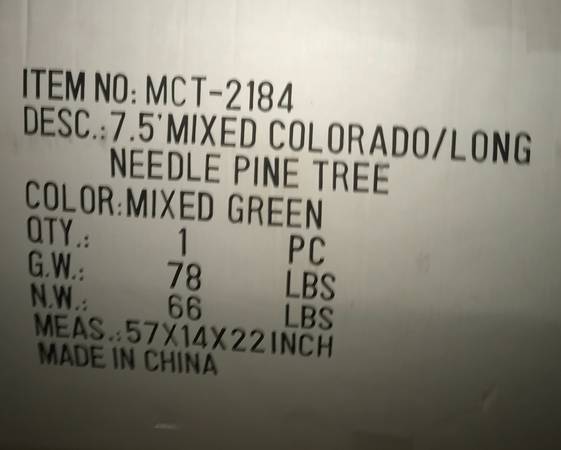 ITEM NO: MCT-2184
DESC.:7.5'MIXED COLORADO/LONG
NEEDLE PINE TREE
COLOR:MIXED GREEN
QTY.: 1 PC
G.W.: 78 LBS
N.W.: 66 LBS
MEAS.:57X14X22INCH
MADE IN CHINA